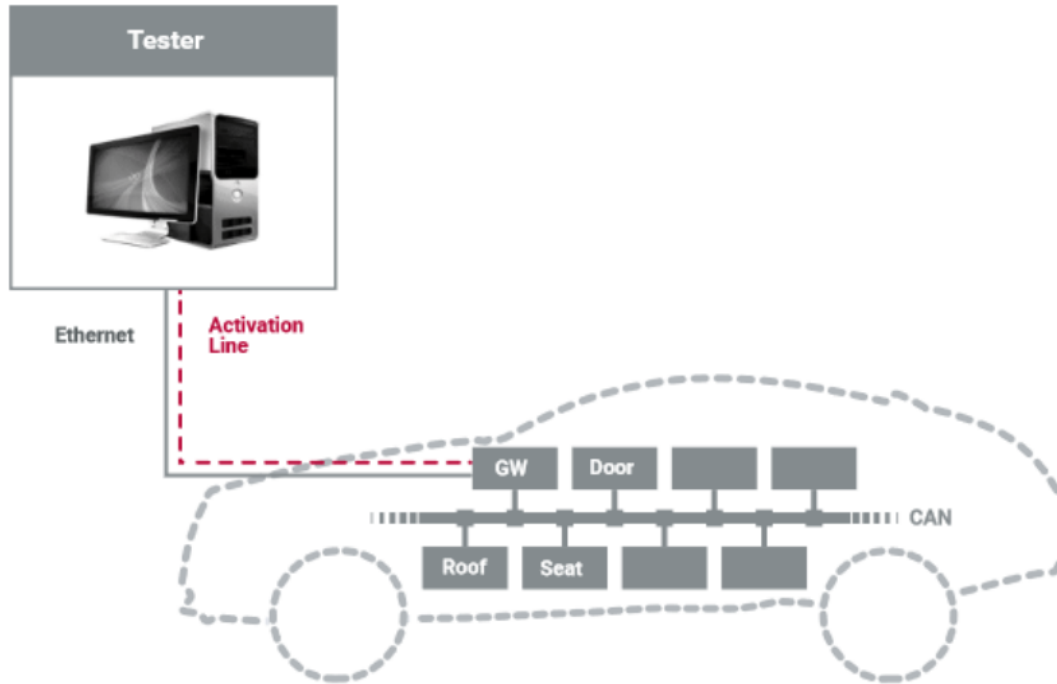 Tester
Ethernet
Activation
Line
GW
Door
CAN
Roof
Seat